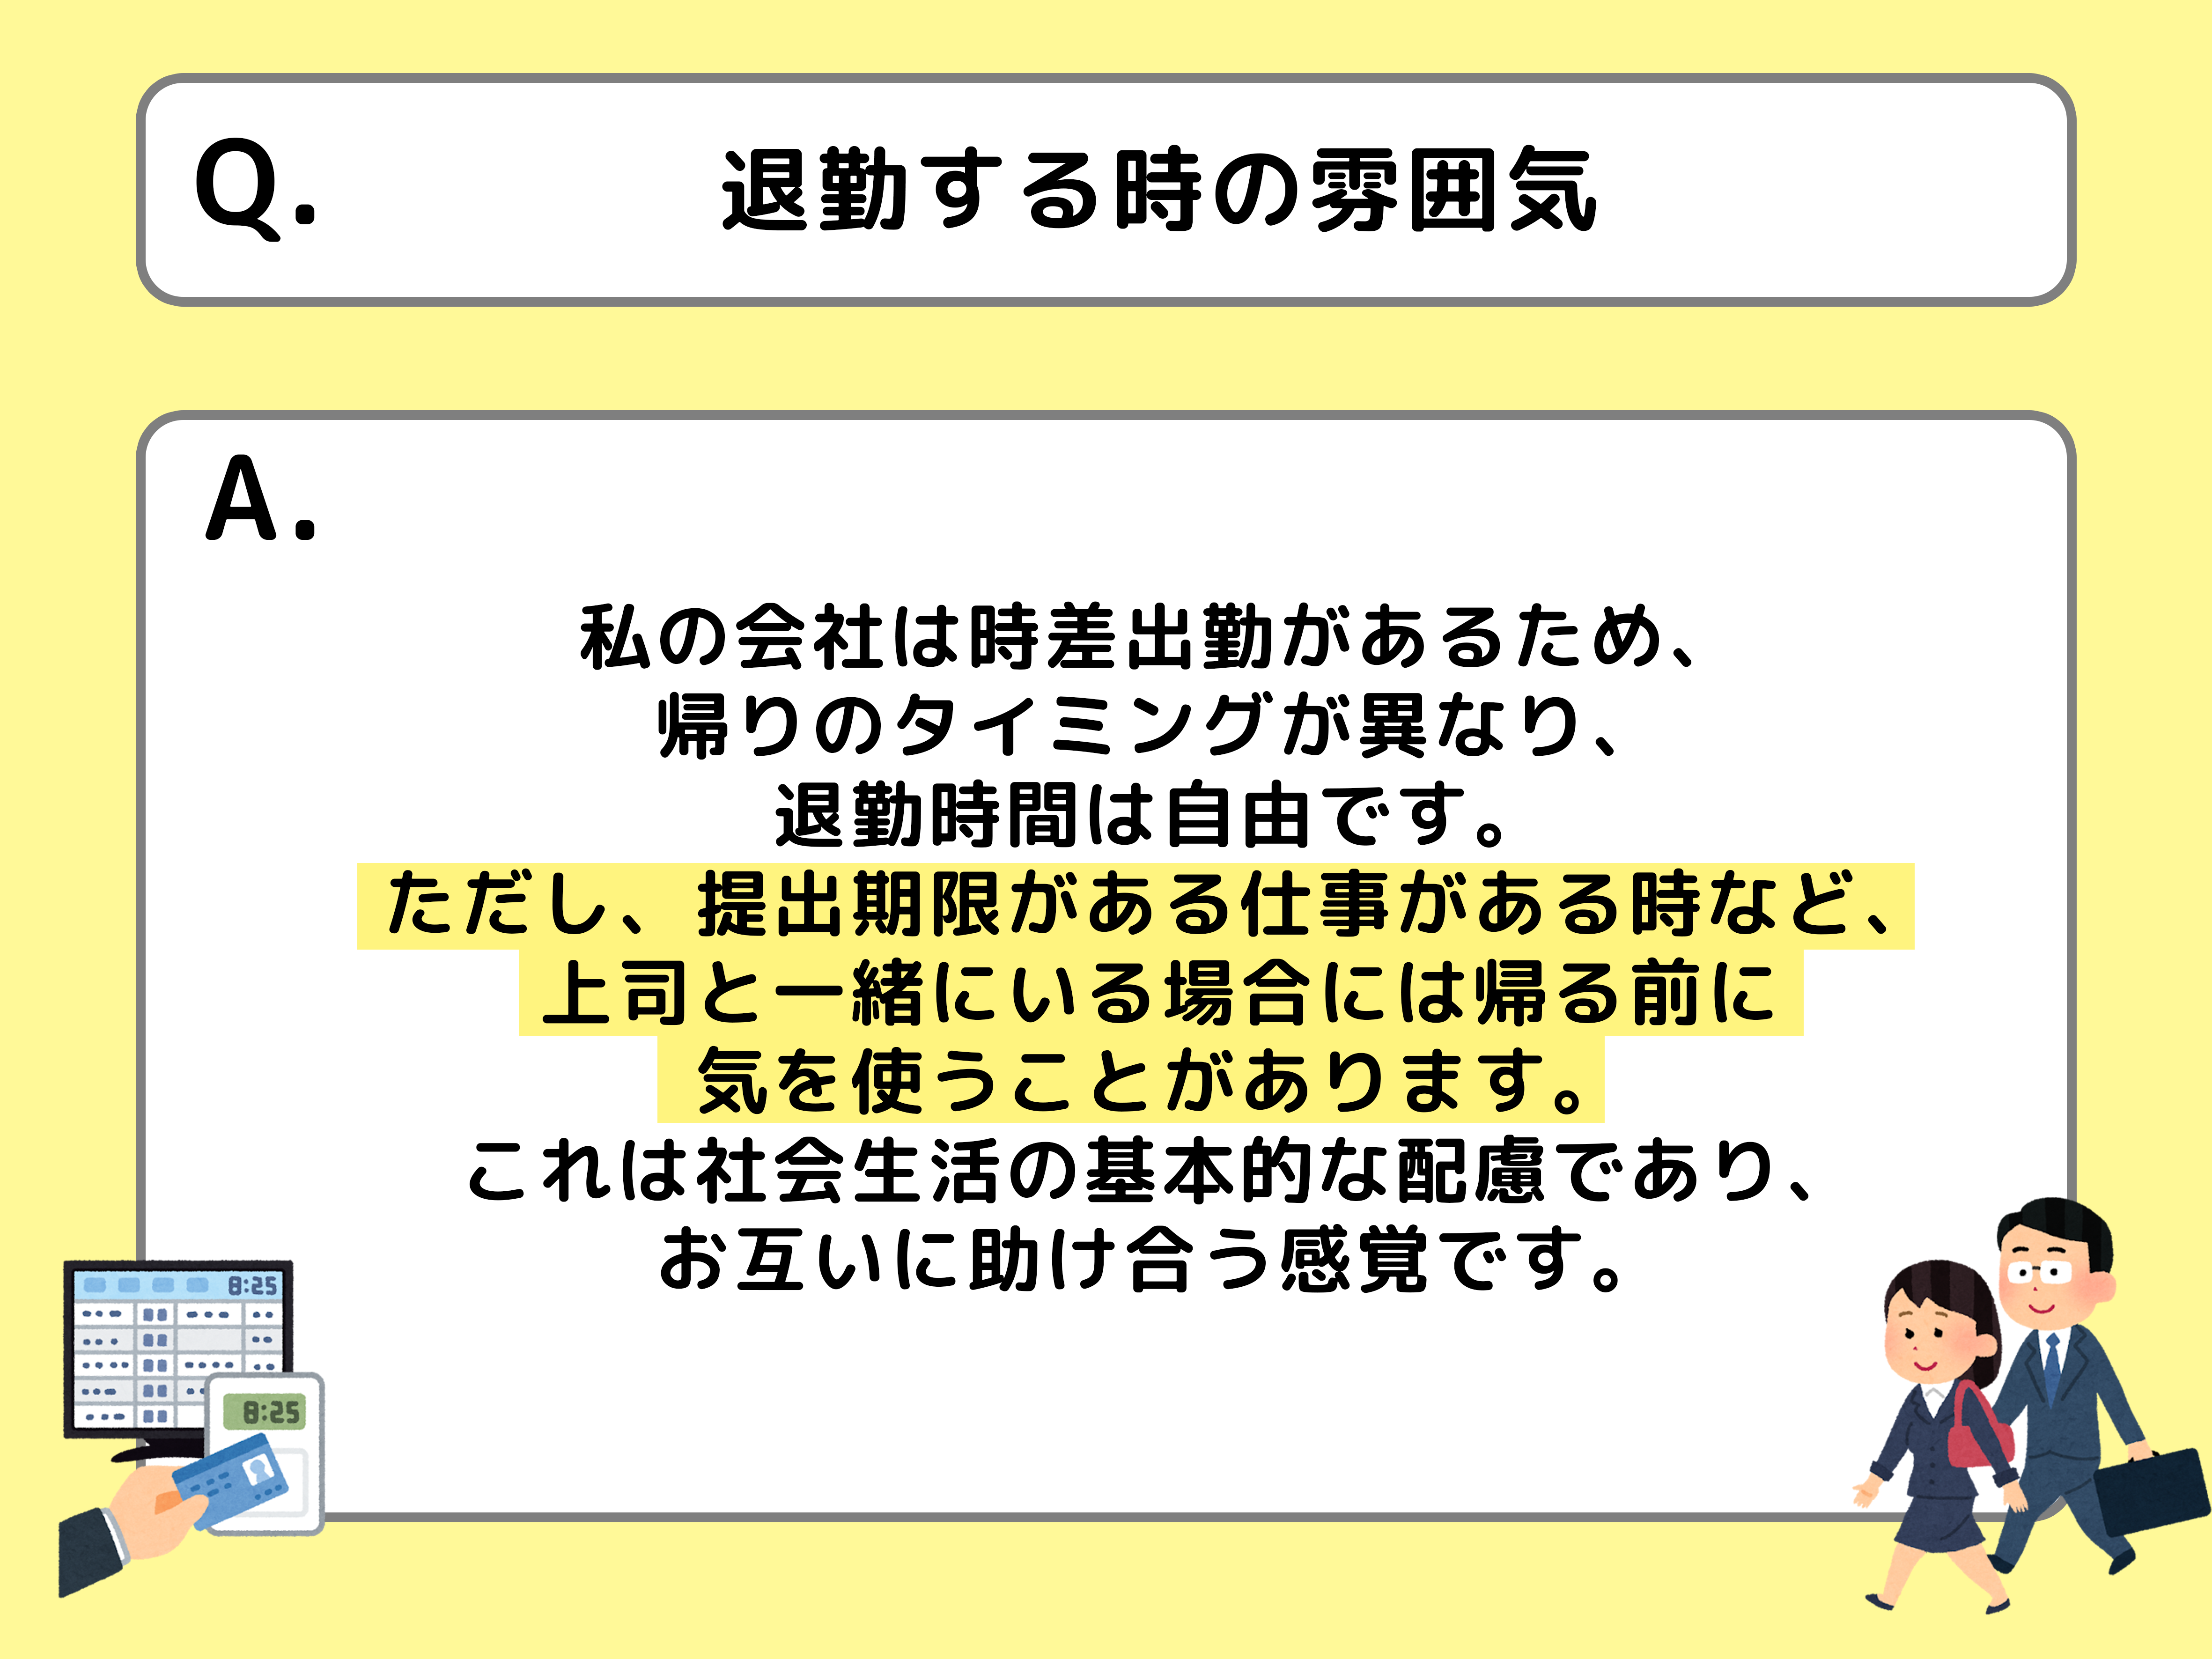 Q. 退勤する時の雰囲気
A.
私の会社は時差出勤があるため、
帰りのタイミングが異なり、
退勤時間は自由です。
ただし、提出期限がある仕事がある時など、
上司と一緒にいる場合には帰る前に
気を使うことがあります。
これは社会生活の基本的な配慮であり、
お互いに助け合う感覚です。
8:25
8:25